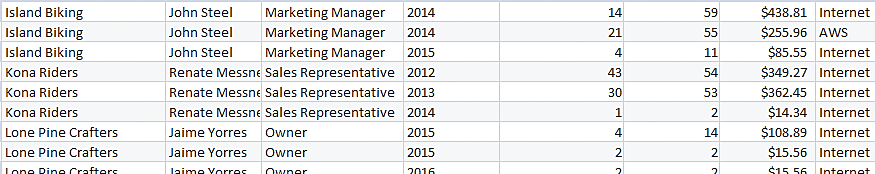 Island Biking John Steel Marketing Manager 2014 14 59 $438.81 Internet
Island Biking John Steel Marketing Manager 2014 21 55 $255.96 AWS
Island Biking John Steel Marketing Manager 2015 4 11 $85.55 Internet
Kona Riders Renate Messne Sales Representative 2012 43 54 $349.27 Internet
Kona Riders Renate Messne Sales Representative 2013 30 53 $362.45 Internet
Kona Riders Renate Messne Sales Representative 2014 1 2 $14.34 Internet
Lone Pine Crafters Jaime Yorres Owner 2015 4 14 $108.89 Internet
Lone Pine Crafters Jaime Yorres Owner 2015 2 2 $15.56 Internet
Lone Pine Crafters Jaime Yorres Owner 2016 2 2 $15.56 Internet